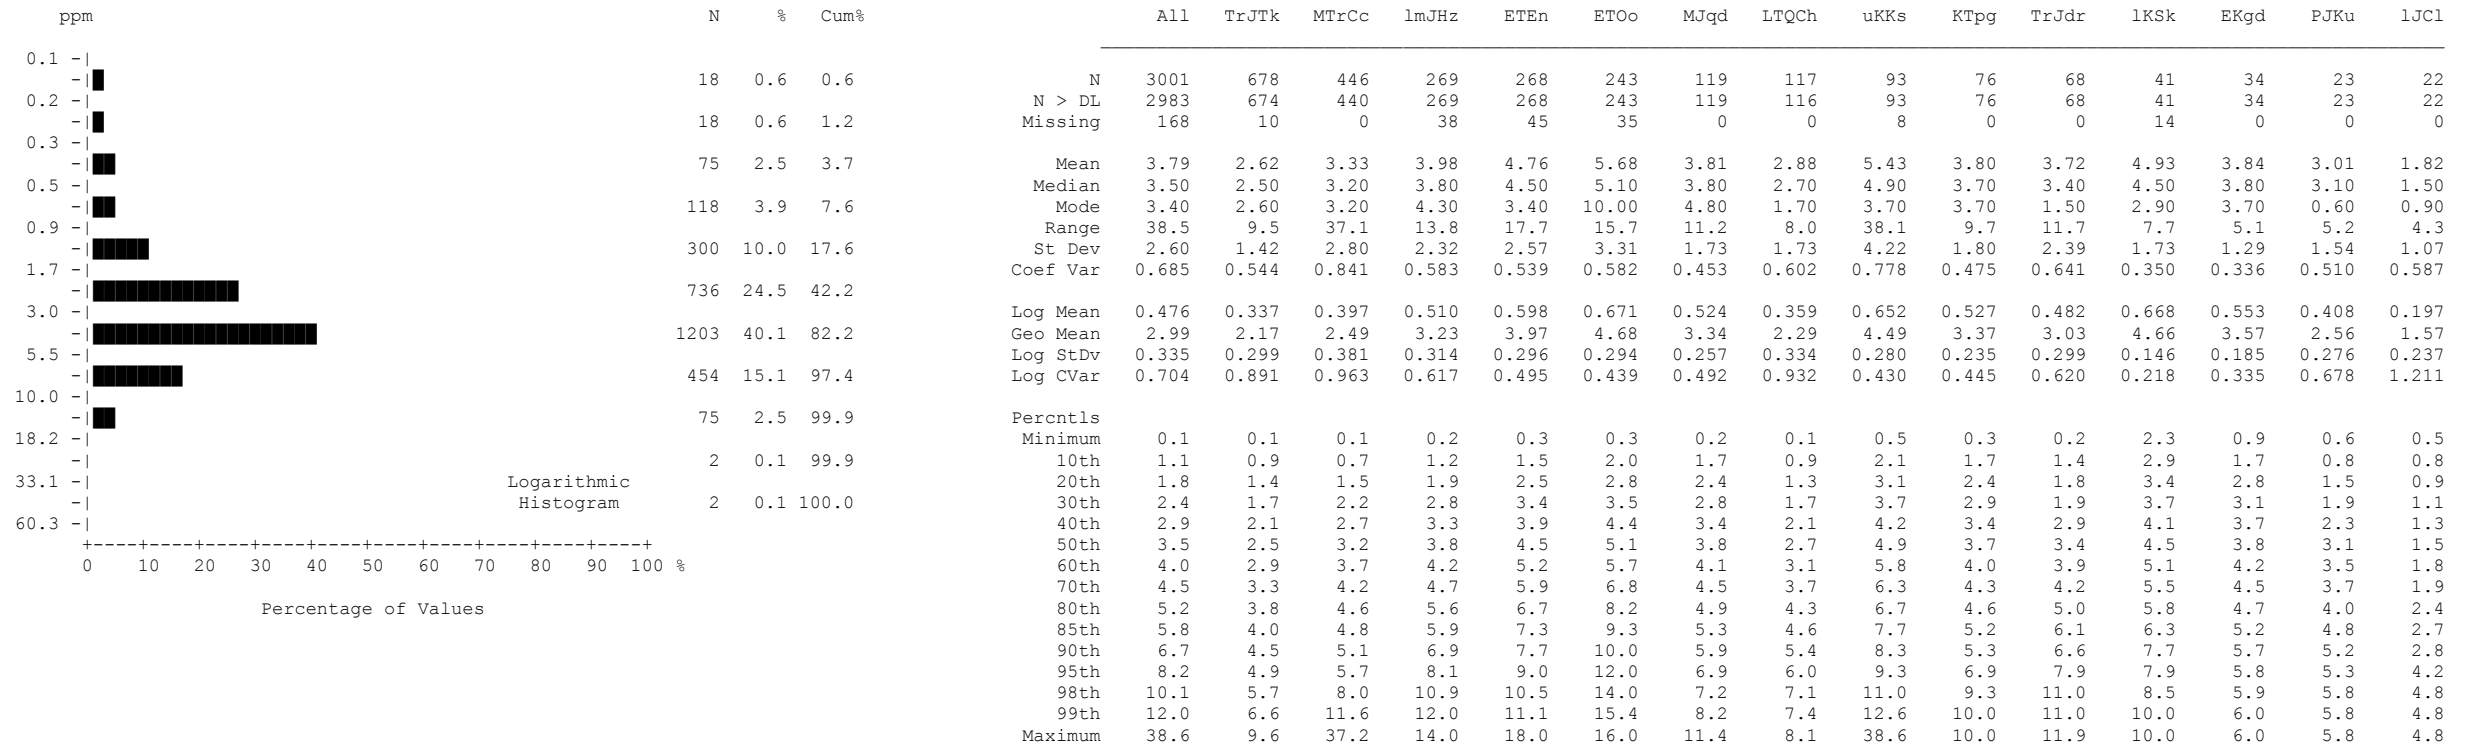 ppm N % Cum% All TrJTk MTrCc lmJHz ETEn ETOo MJqd LTQCh uKKs KTpg TrJdr lKSk EKgd PJKu lJCl
0.1 -|
-| 18 0.6 0.6 N 3001 678 446 269 268 243 119 117 93 76 68 41 34 23 22
0.2 -| N > DL 2983 674 440 269 268 243 119 116 93 76 68 41 34 23 22
-| 18 0.6 1.2 Missing 168 10 0 38 45 35 0 0 8 0 0 14 0 0 0
0.3 -|
-| 75 2.5 3.7 Mean 3.79 2.62 3.33 3.98 4.76 5.68 3.81 2.88 5.43 3.80 3.72 4.93 3.84 3.01 1.82
0.5 -| Median 3.50 2.50 3.20 3.80 4.50 5.10 3.80 2.70 4.90 3.70 3.40 4.50 3.80 3.10 1.50
-| 118 3.9 7.6 Mode 3.40 2.60 3.20 4.30 3.40 10.00 4.80 1.70 3.70 3.70 1.50 2.90 3.70 0.60 0.90
0.9 -| Range 38.5 9.5 37.1 13.8 17.7 15.7 11.2 8.0 38.1 9.7 11.7 7.7 5.1 5.2 4.3
-| 300 10.0 17.6 St Dev 2.60 1.42 2.80 2.32 2.57 3.31 1.73 1.73 4.22 1.80 2.39 1.73 1.29 1.54 1.07
1.7 -| Coef Var 0.685 0.544 0.841 0.583 0.539 0.582 0.453 0.602 0.778 0.475 0.641 0.350 0.336 0.510 0.587
-| 736 24.5 42.2
3.0 -| Log Mean 0.476 0.337 0.397 0.510 0.598 0.671 0.524 0.359 0.652 0.527 0.482 0.668 0.553 0.408 0.197
-| 1203 40.1 82.2 Geo Mean 2.99 2.17 2.49 3.23 3.97 4.68 3.34 2.29 4.49 3.37 3.03 4.66 3.57 2.56 1.57
5.5 -| Log StDv 0.335 0.299 0.381 0.314 0.296 0.294 0.257 0.334 0.280 0.235 0.299 0.146 0.185 0.276 0.237
-| 454 15.1 97.4 Log CVar 0.704 0.891 0.963 0.617 0.495 0.439 0.492 0.932 0.430 0.445 0.620 0.218 0.335 0.678 1.211
10.0 -|
-| 75 2.5 99.9 Percntls
18.2 -| Minimum 0.1 0.1 0.1 0.2 0.3 0.3 0.2 0.1 0.5 0.3 0.2 2.3 0.9 0.6 0.5
-| 2 0.1 99.9 10th 1.1 0.9 0.7 1.2 1.5 2.0 1.7 0.9 2.1 1.7 1.4 2.9 1.7 0.8 0.8
33.1 -| Logarithmic 20th 1.8 1.4 1.5 1.9 2.5 2.8 2.4 1.3 3.1 2.4 1.8 3.4 2.8 1.5 0.9
-| Histogram 2 0.1 100.0 30th 2.4 1.7 2.2 2.8 3.4 3.5 2.8 1.7 3.7 2.9 1.9 3.7 3.1 1.9 1.1
60.3 -| 40th 2.9 2.1 2.7 3.3 3.9 4.4 3.4 2.1 4.2 3.4 2.9 4.1 3.7 2.3 1.3
+----+----+----+----+----+----+----+----+----+----+ 50th 3.5 2.5 3.2 3.8 4.5 5.1 3.8 2.7 4.9 3.7 3.4 4.5 3.8 3.1 1.5
0 10 20 30 40 50 60 70 80 90 100 % 60th 4.0 2.9 3.7 4.2 5.2 5.7 4.1 3.1 5.8 4.0 3.9 5.1 4.2 3.5 1.8
70th 4.5 3.3 4.2 4.7 5.9 6.8 4.5 3.7 6.3 4.3 4.2 5.5 4.5 3.7 1.9
Percentage of Values 80th 5.2 3.8 4.6 5.6 6.7 8.2 4.9 4.3 6.7 4.6 5.0 5.8 4.7 4.0 2.4
85th 5.8 4.0 4.8 5.9 7.3 9.3 5.3 4.6 7.7 5.2 6.1 6.3 5.2 4.8 2.7
90th 6.7 4.5 5.1 6.9 7.7 10.0 5.9 5.4 8.3 5.3 6.6 7.7 5.7 5.2 2.8
95th 8.2 4.9 5.7 8.1 9.0 12.0 6.9 6.0 9.3 6.9 7.9 7.9 5.8 5.3 4.2
98th 10.1 5.7 8.0 10.9 10.5 14.0 7.2 7.1 11.0 9.3 11.0 8.5 5.9 5.8 4.8
99th 12.0 6.6 11.6 12.0 11.1 15.4 8.2 7.4 12.6 10.0 11.0 10.0 6.0 5.8 4.8
Maximum 38.6 9.6 37.2 14.0 18.0 16.0 11.4 8.1 38.6 10.0 11.9 10.0 6.0 5.8 4.8